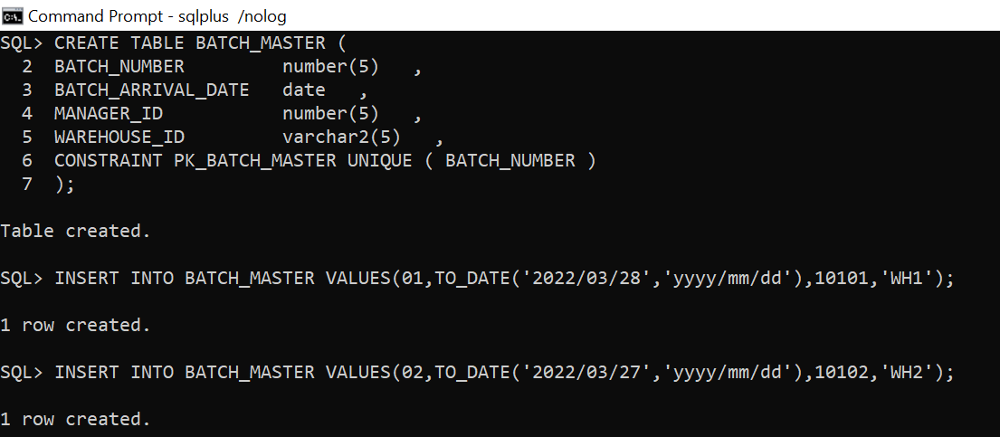 Command Prompt - sqlplus  /nolog
SQL> CREATE TABLE BATCH_MASTER (
  2  BATCH_NUMBER         number(5)   ,
  3  BATCH_ARRIVAL_DATE   date   ,
  4  MANAGER_ID           number(5)   ,
  5  WAREHOUSE_ID         varchar2(5)   ,
  6  CONSTRAINT PK_BATCH_MASTER UNIQUE ( BATCH_NUMBER )
  7  );
Table created.
SQL> INSERT INTO BATCH_MASTER VALUES(01,TO_DATE('2022/03/28','yyyy/mm/dd'),10101,'WH1');
1 row created.
SQL> INSERT INTO BATCH_MASTER VALUES(02,TO_DATE('2022/03/27','yyyy/mm/dd'),10102,'WH2');
1 row created.